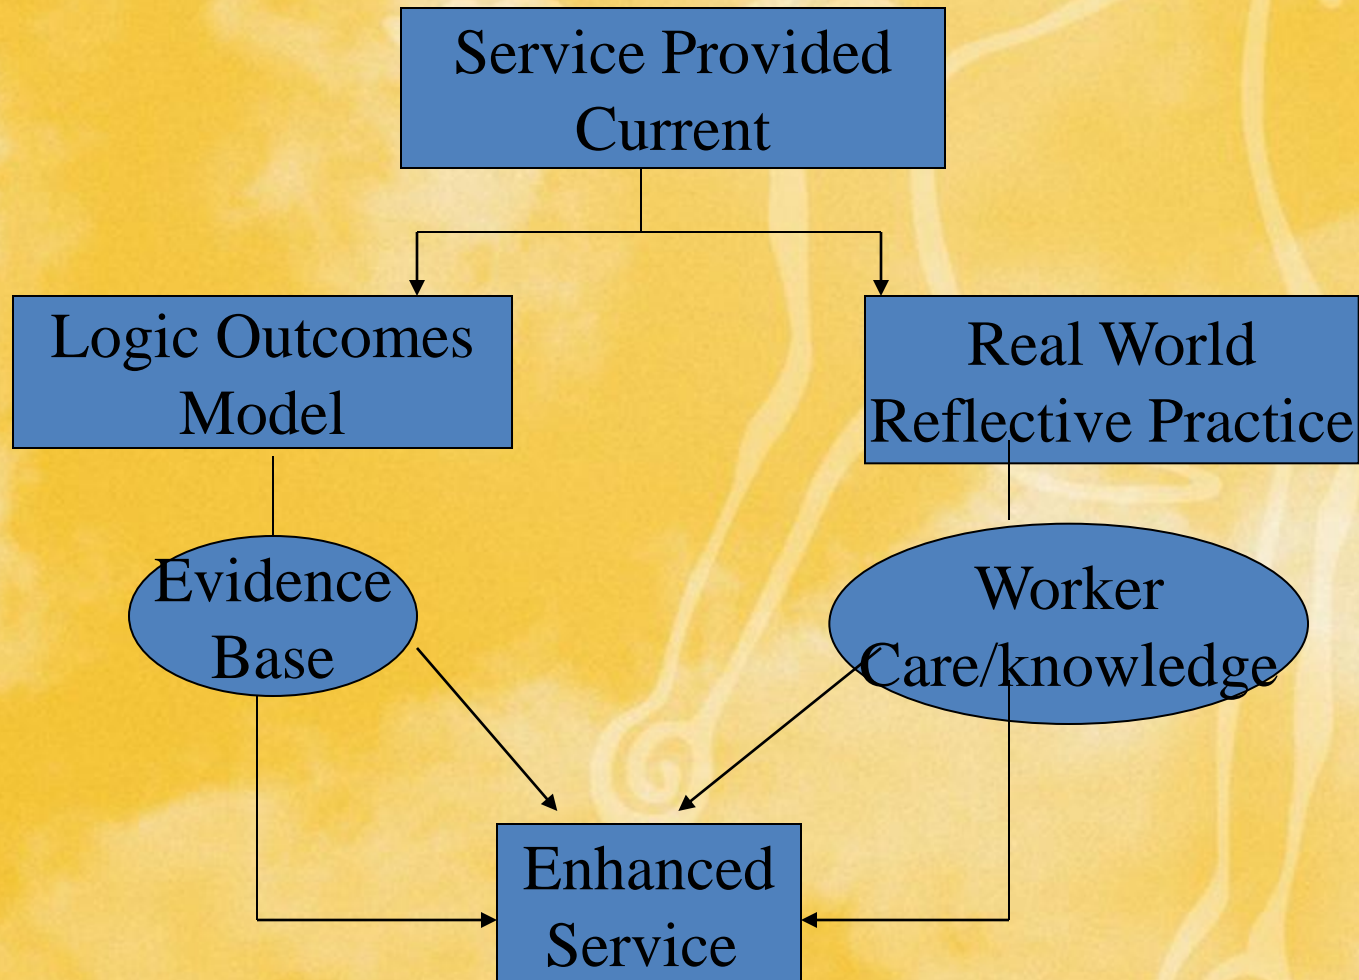 Service Provided
Current
Logic Outcomes
Model
Real World
Reflective Practice
Evidence
Base
Worker
Care/knowledge
Enhanced
Service